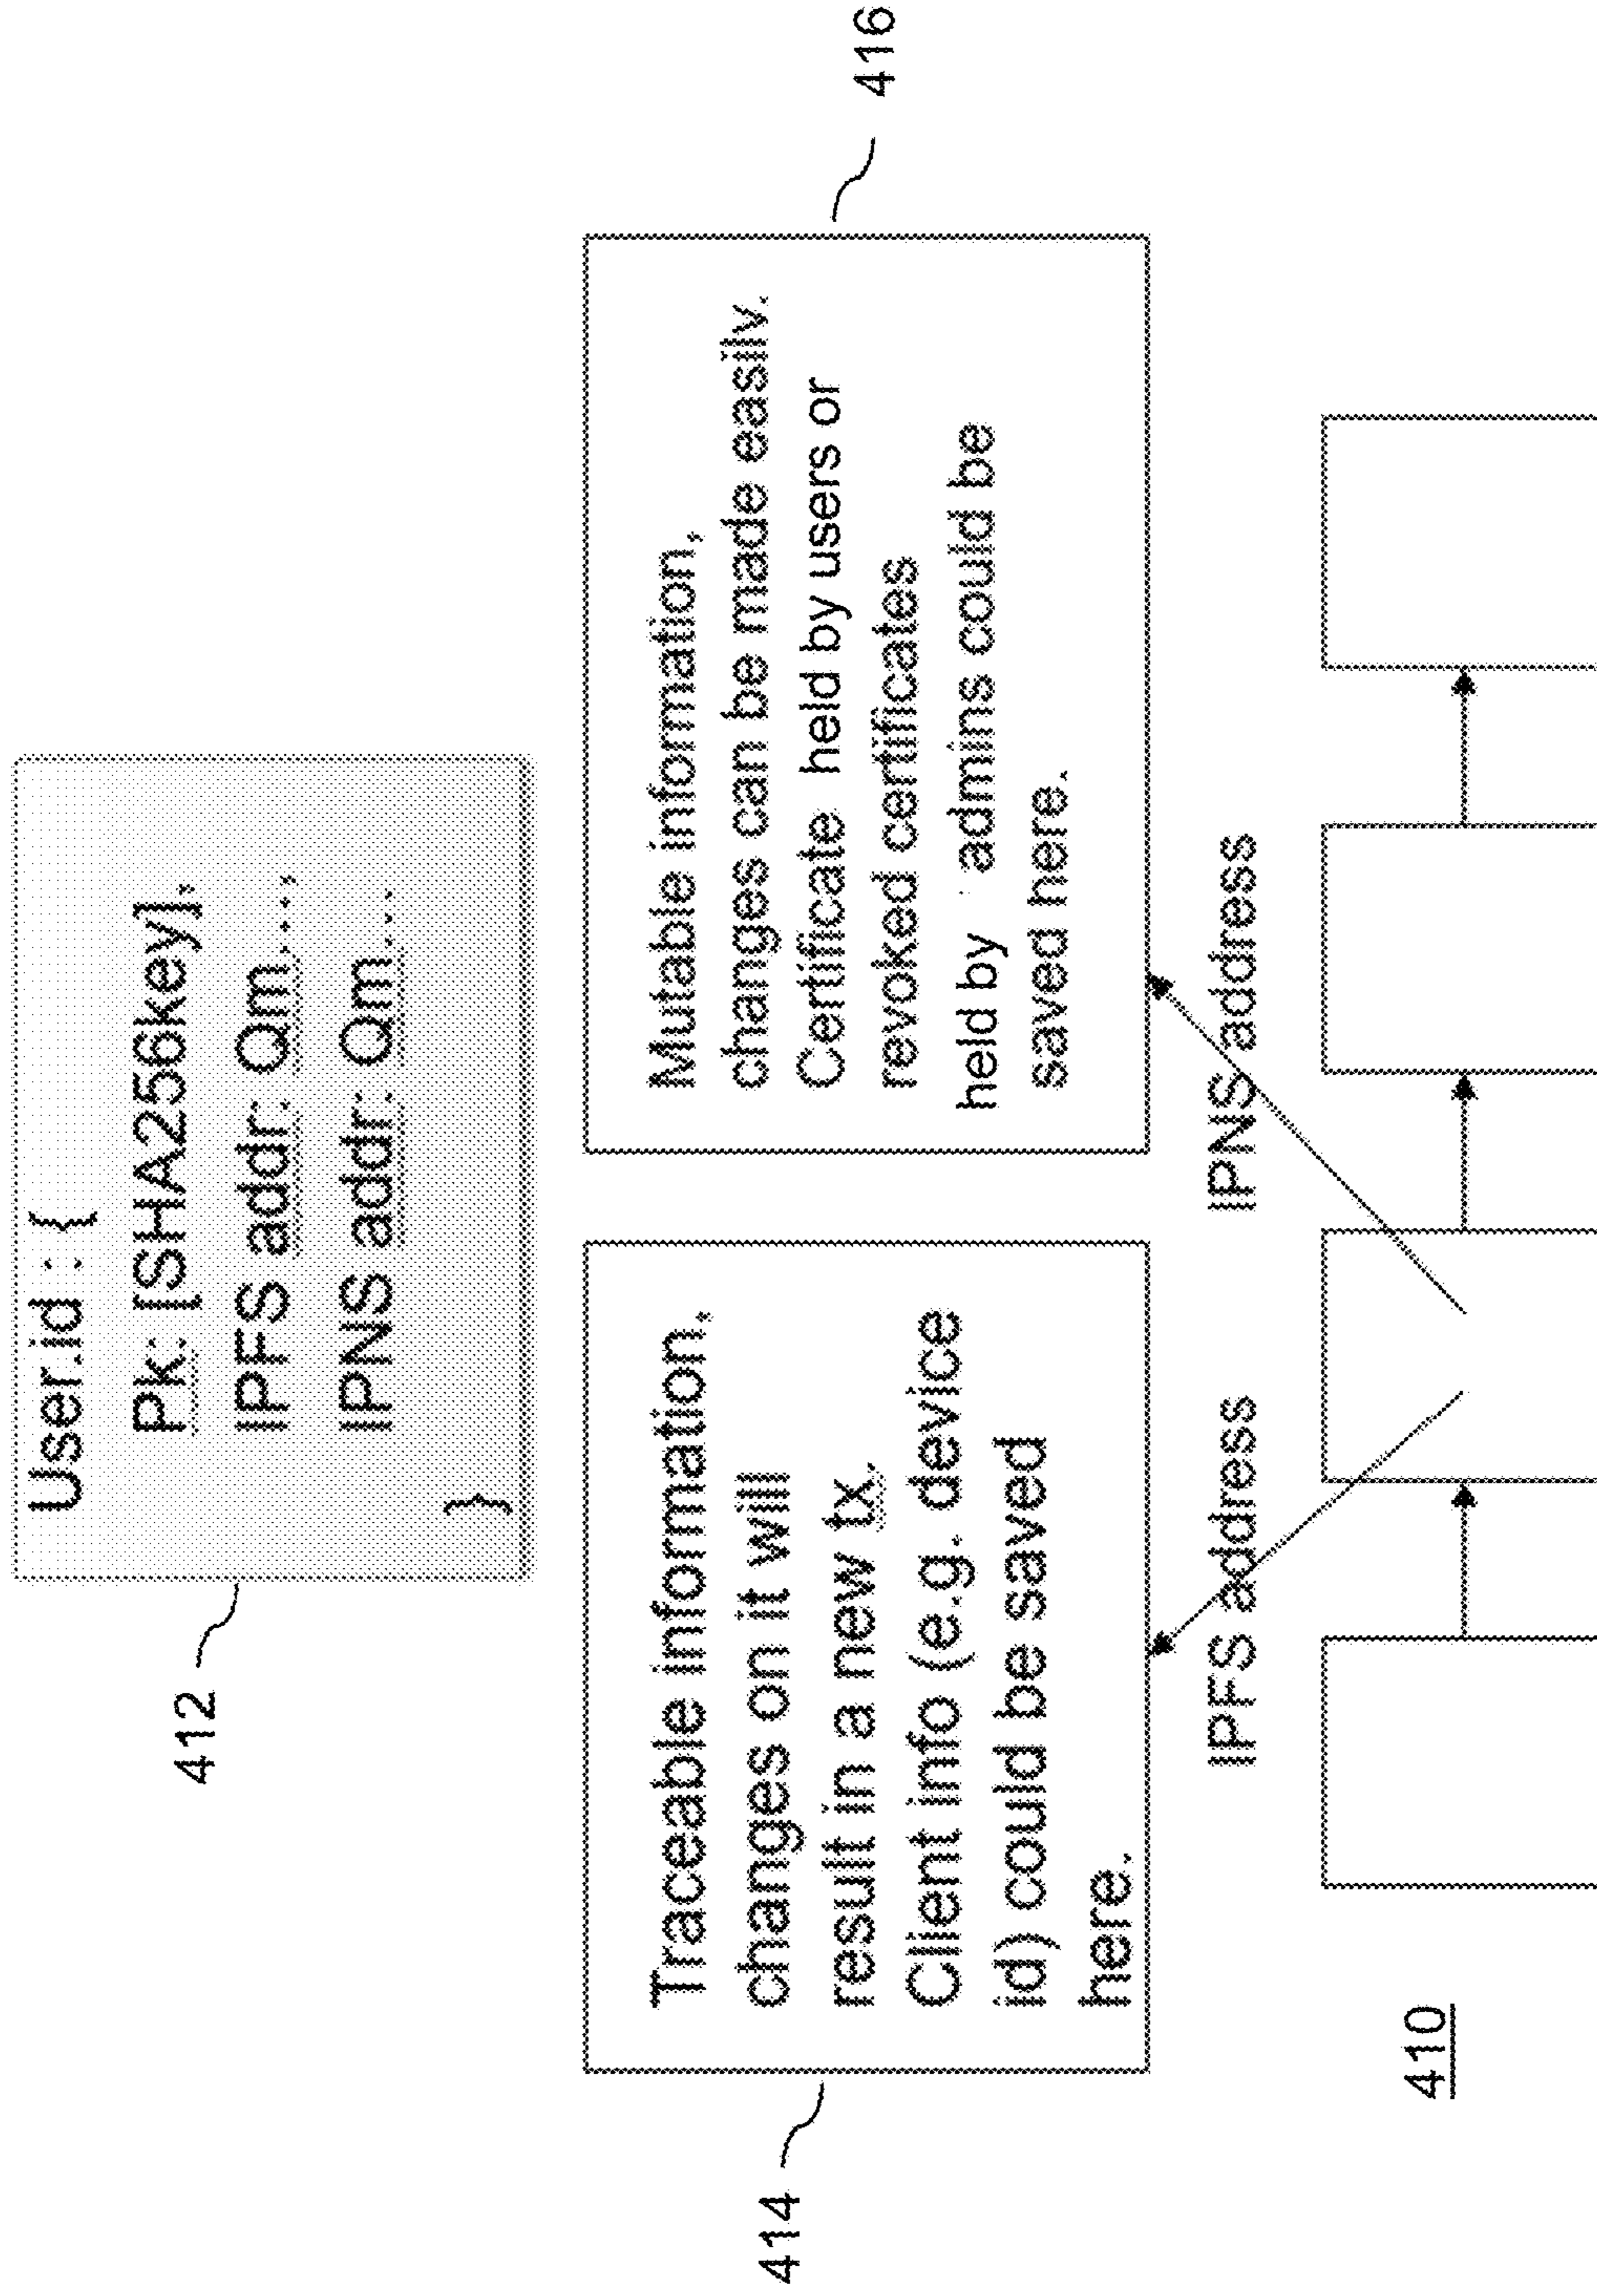 User.id : {
Pk: [SHA256key],
IPFS addr: Qm....,
IPNS addr: Qm...
}
412
Traceable information,
changes on it will
result in a new tx.
Client info (e.g. device
id) could be saved
here.
414
Mutable information,
changes can be made easily.
Certificate held by users or
revoked certificates
held by admins could be
saved here.
416
IPFS address
IPNS address
410